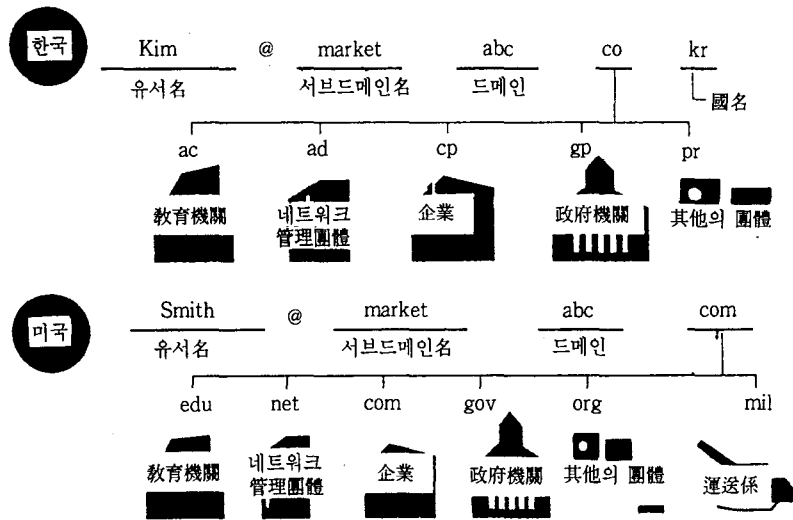 한국
Kim @ market abc co kr
유저名 서브드메인名 드메인 國名
ac ad cp gp pr
敎育機關 네트워크 管理團體 企業 政府機關 其他의 團體
미국
Smith @ market abc com
유저名 서브드메인名 드메인
edu net com gov org mil
敎育機關 네트워크 管理團體 企業 政府機關 其他의 團體 運送係